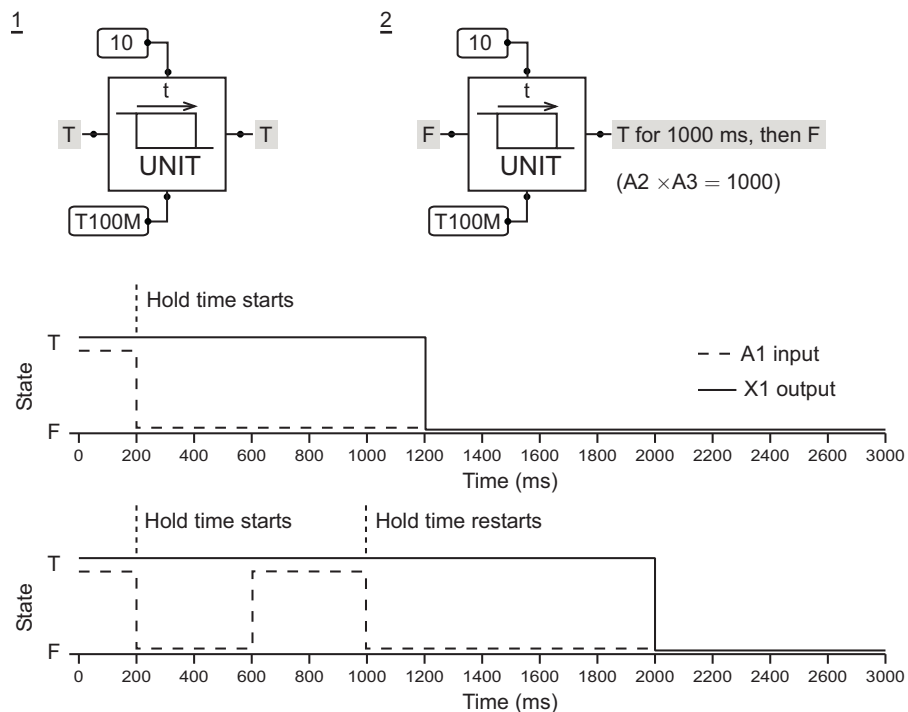 1
2
10
10
t
t
T
T
F
T for 1000 ms, then F
UNIT
UNIT
(A2 ×A3 = 1000)
T100M
T100M
Hold time starts
T
A1 input
X1 output
State
F
0 200 400 600 800 1000 1200 1400 1600 1800 2000 2200 2400 2600 2800 3000
Time (ms)
Hold time starts
Hold time restarts
T
State
F
0 200 400 600 800 1000 1200 1400 1600 1800 2000 2200 2400 2600 2800 3000
Time (ms)